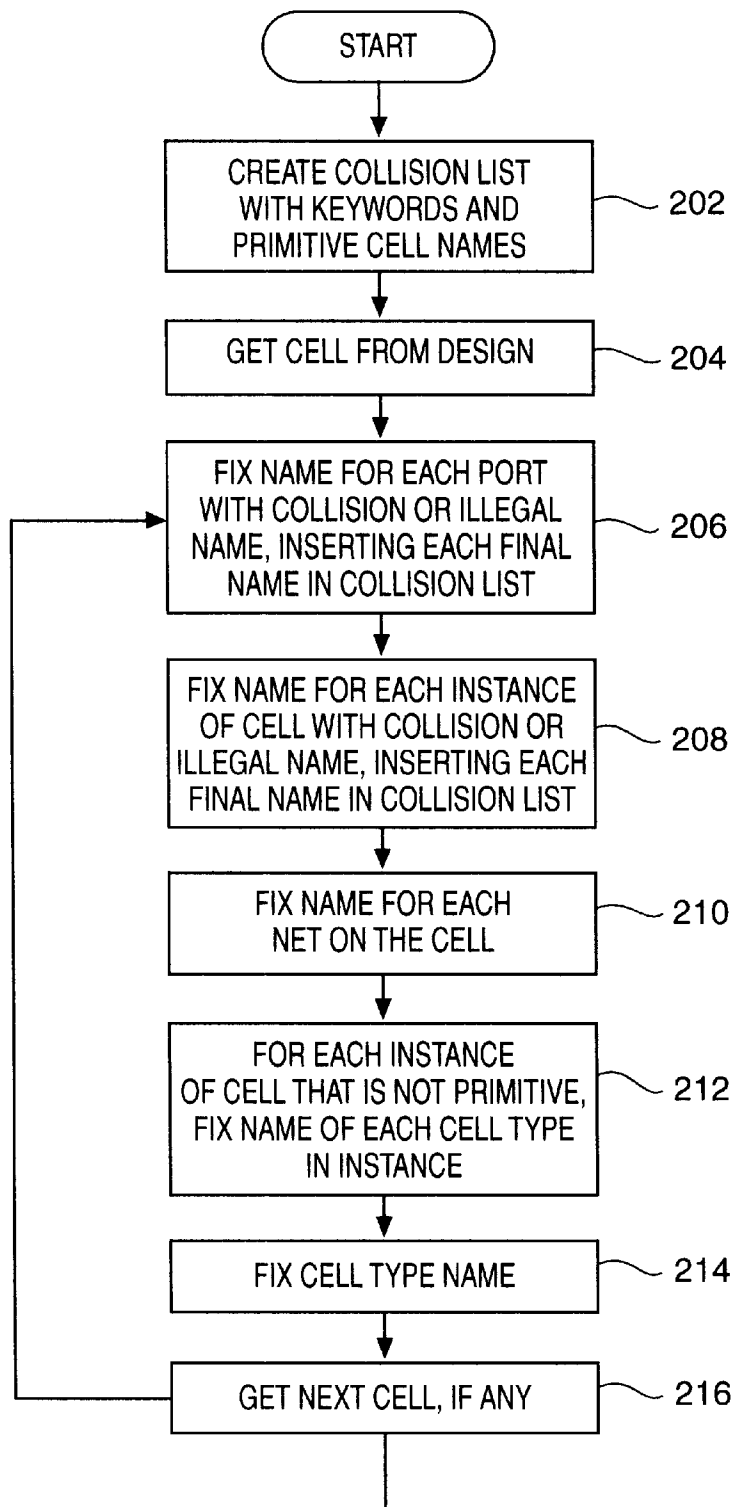 START
CREATE COLLISION LIST
WITH KEYWORDS AND
PRIMITIVE CELL NAMES
202
GET CELL FROM DESIGN
204
FIX NAME FOR EACH PORT
WITH COLLISION OR ILLEGAL
NAME, INSERTING EACH FINAL
NAME IN COLLISION LIST
206
FIX NAME FOR EACH INSTANCE
OF CELL WITH COLLISION OR
ILLEGAL NAME, INSERTING EACH
FINAL NAME IN COLLISION LIST
208
FIX NAME FOR EACH
NET ON THE CELL
210
FOR EACH INSTANCE
OF CELL THAT IS NOT PRIMITIVE,
FIX NAME OF EACH CELL TYPE
IN INSTANCE
212
FIX CELL TYPE NAME
214
GET NEXT CELL, IF ANY
216